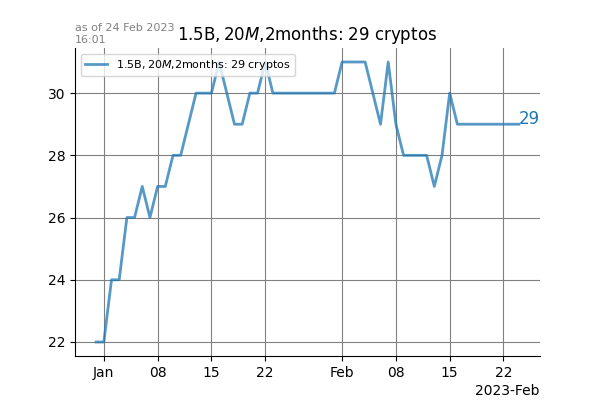 as of 24 Feb 2023
16:01
1.5B, 20M,2months: 29 cryptos
1.5B, 20M,2months: 29 cryptos
30
28
26
24
22
29
Jan
08
15
22
Feb
08
15
22
2023-Feb